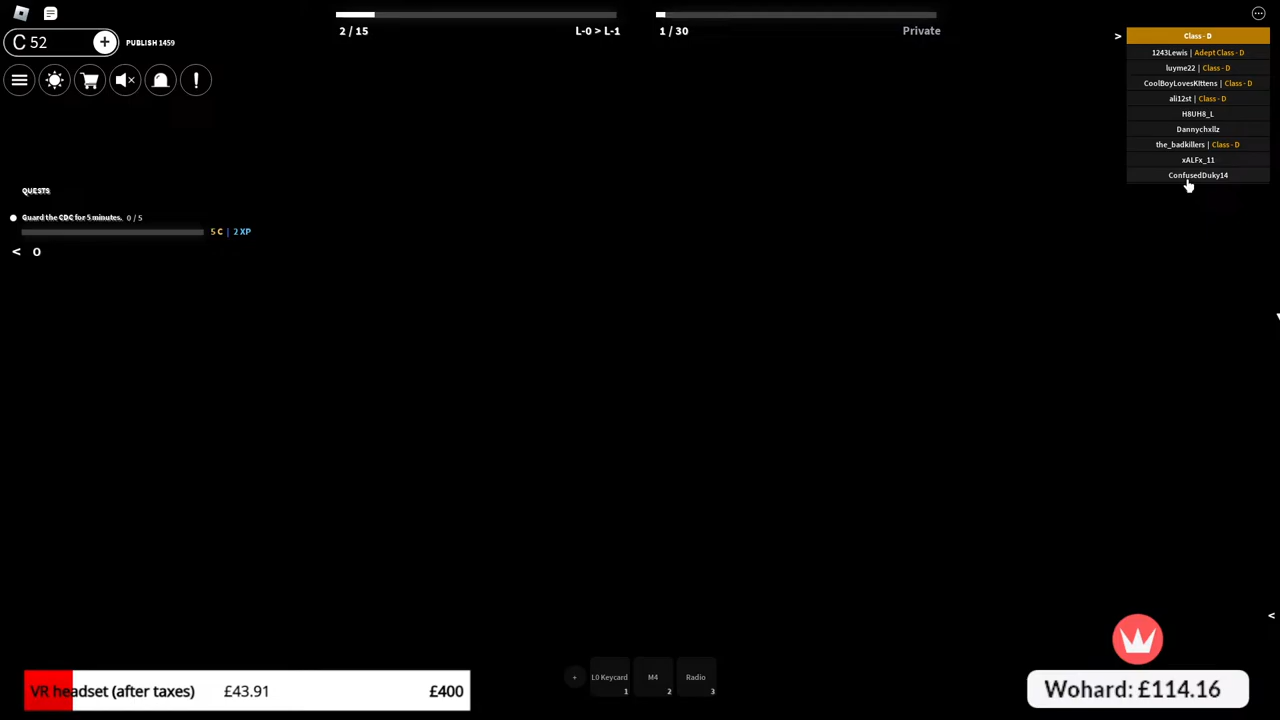 C 52
+
PUBLISH 1459
2 / 15
L-0 > L-1
1 / 30
Private
>
Class - D
1243Lewis | Adept Class - D
luyme22 | Class - D
CoolBoyLovesKIttens | Class - D
ali12st | Class - D
H8UH8_L
Dannychxllz
the_badkillers | Class - D
xALFx_11
ConfusedDuky14
QUESTS
Guard the CDC for 5 minutes. 0 / 5
5 C | 2 XP
< O
<
+
L0 Keycard 1
M4 2
Radio 3
VR headset (after taxes) £43.91 £400
Wohard: £114.16